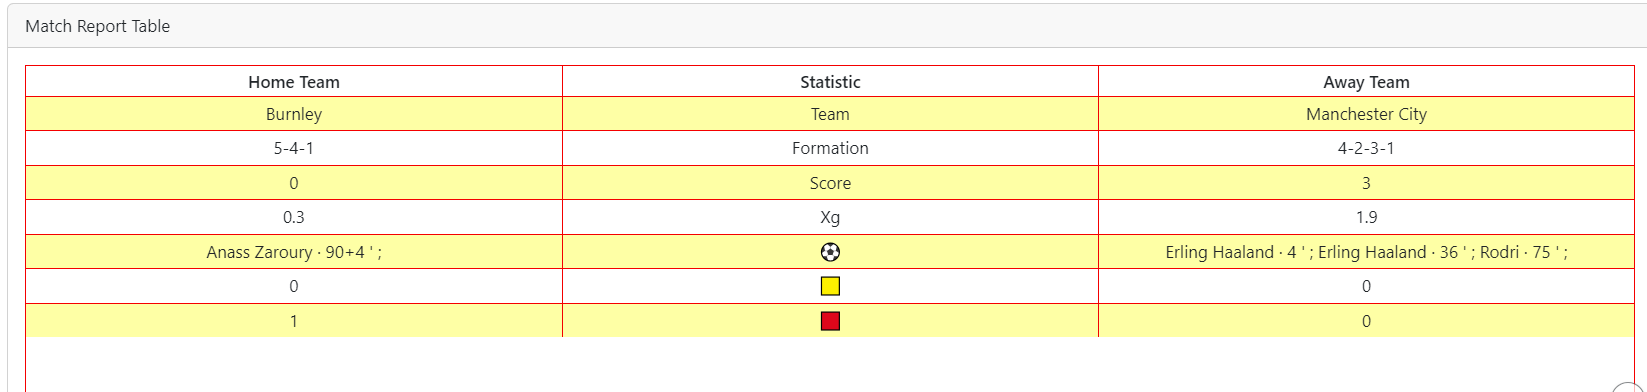 Match Report Table
Home Team Statistic Away Team
Burnley Team Manchester City
5-4-1 Formation 4-2-3-1
0 Score 3
0.3 Xg 1.9
Anass Zaroury · 90+4 ' ; Erling Haaland · 4 ' ; Erling Haaland · 36 ' ; Rodri · 75 ' ;
0 0
1 0